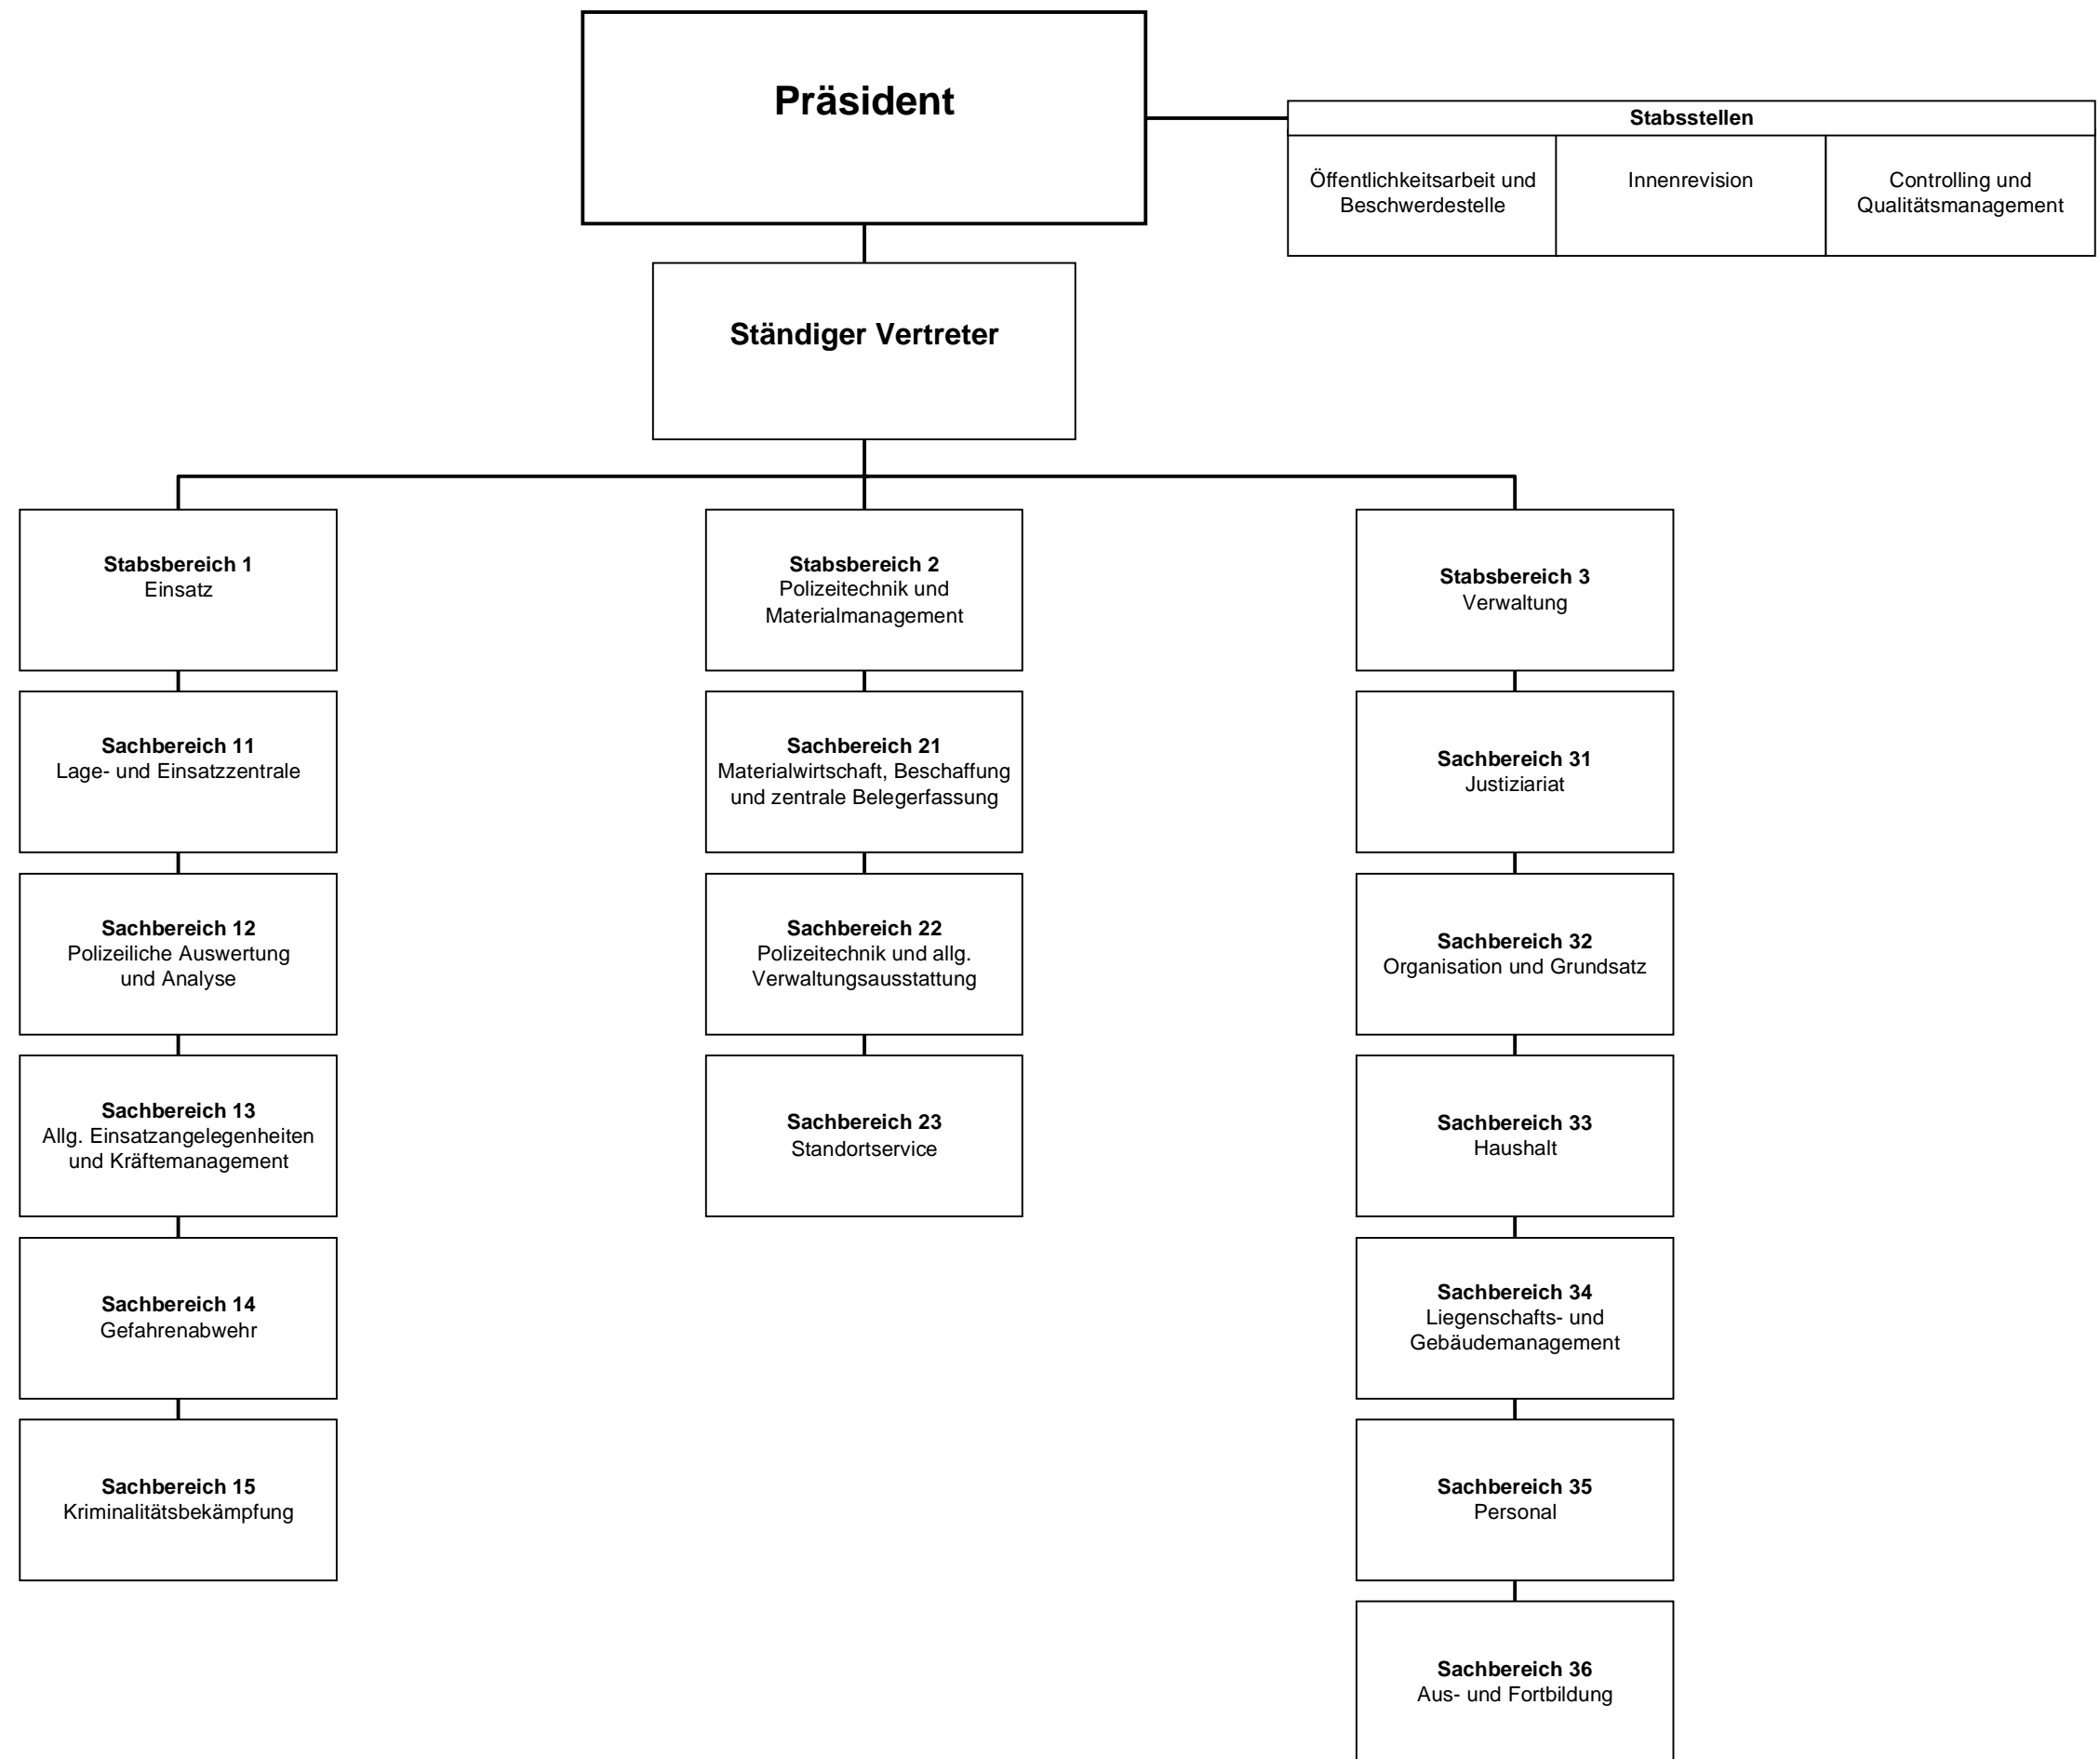 Präsident
Stabsstellen
Öffentlichkeitsarbeit und
Beschwerdestelle
Innenrevision
Controlling und
Qualitätsmanagement
Ständiger Vertreter
Stabsbereich 1
Einsatz
Sachbereich 11
Lage- und Einsatzzentrale
Sachbereich 12
Polizeiliche Auswertung
und Analyse
Sachbereich 13
Allg. Einsatzangelegenheiten
und Kräftemanagement
Sachbereich 14
Gefahrenabwehr
Sachbereich 15
Kriminalitätsbekämpfung
Stabsbereich 2
Polizeitechnik und
Materialmanagement
Sachbereich 21
Materialwirtschaft, Beschaffung
und zentrale Belegerfassung
Sachbereich 22
Polizeitechnik und allg.
Verwaltungsausstattung
Sachbereich 23
Standortservice
Stabsbereich 3
Verwaltung
Sachbereich 31
Justiziariat
Sachbereich 32
Organisation und Grundsatz
Sachbereich 33
Haushalt
Sachbereich 34
Liegenschafts- und
Gebäudemanagement
Sachbereich 35
Personal
Sachbereich 36
Aus- und Fortbildung